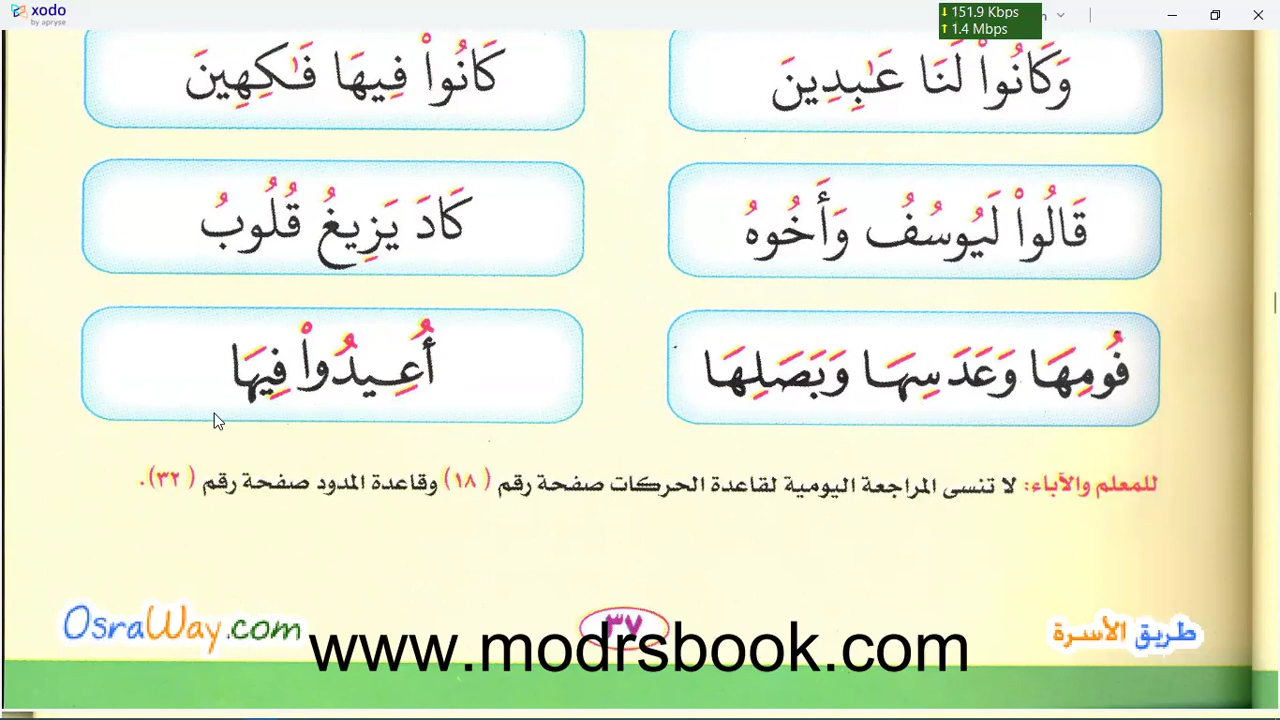 xodo
by apryse
↓ 151.9 Kbps
↑ 1.4 Mbps
وَكَانُوا۟ لَنَا عَٰبِدِينَ
كَانُوا۟ فِيهَا فَٰكِهِينَ
قَالُوا۟ لَيُوسُفُ وَأَخُوهُ
كَادَ يَزِيغُ قُلُوبُ
فُومِهَا وَعَدَسِهَا وَبَصَلِهَا
أُعِيدُوا۟ فِيهَا
للمعلم والآباء: لا تنسى المراجعة اليومية لقاعدة الحركات صفحة رقم (١٨) وقاعدة المدود صفحة رقم (٣٢).
OsraWay.com
٣٧
طريق الأسرة
www.modrsbook.com